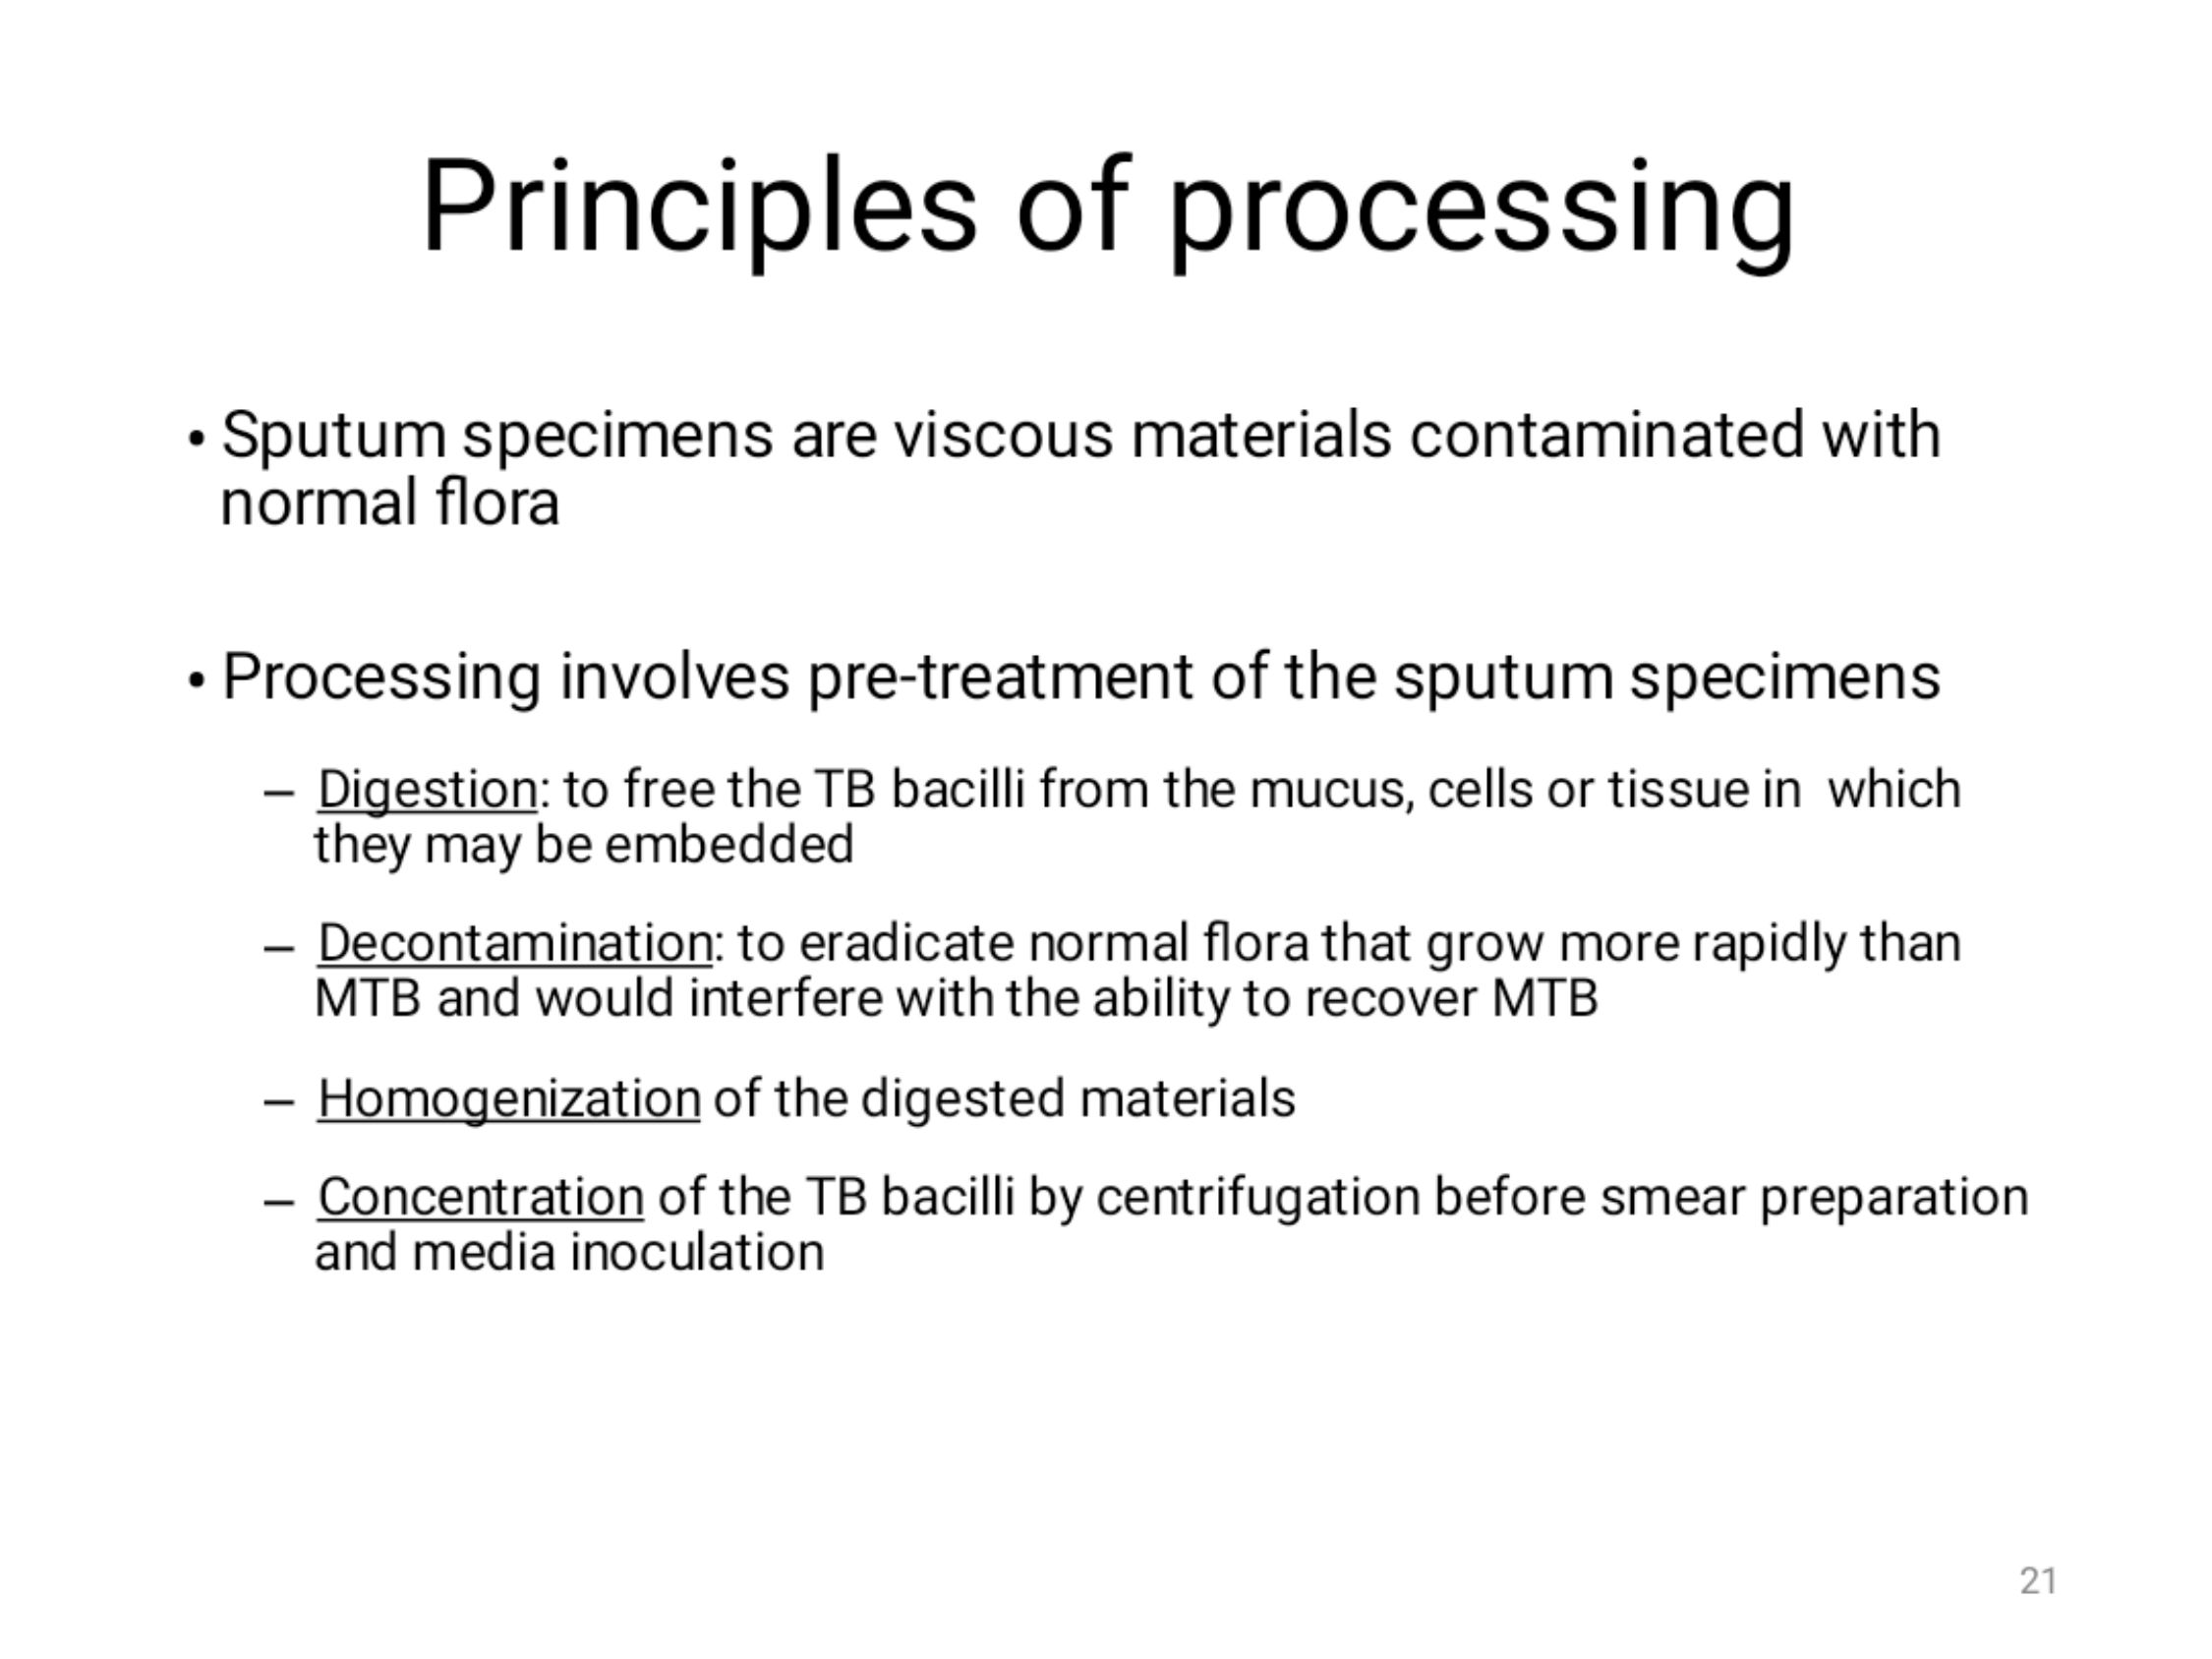 Principles of processing
• Sputum specimens are viscous materials contaminated with
normal flora
• Processing involves pre-treatment of the sputum specimens
– Digestion: to free the TB bacilli from the mucus, cells or tissue in which
they may be embedded
– Decontamination: to eradicate normal flora that grow more rapidly than
MTB and would interfere with the ability to recover MTB
– Homogenization of the digested materials
– Concentration of the TB bacilli by centrifugation before smear preparation
and media inoculation
21